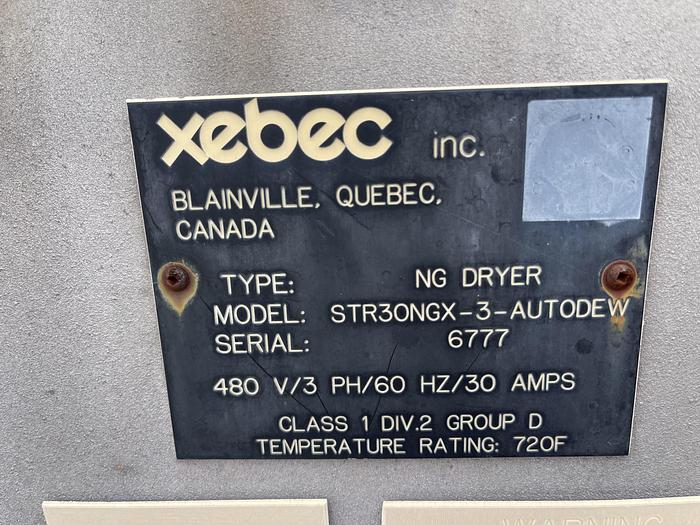 xebec inc.
BLAINVILLE, QUEBEC,
CANADA
TYPE: NG DRYER
MODEL: STR30NGX-3-AUTODEW
SERIAL: 6777
480 V/3 PH/60 HZ/30 AMPS
CLASS 1 DIV.2 GROUP D
TEMPERATURE RATING: 720F
WARNING